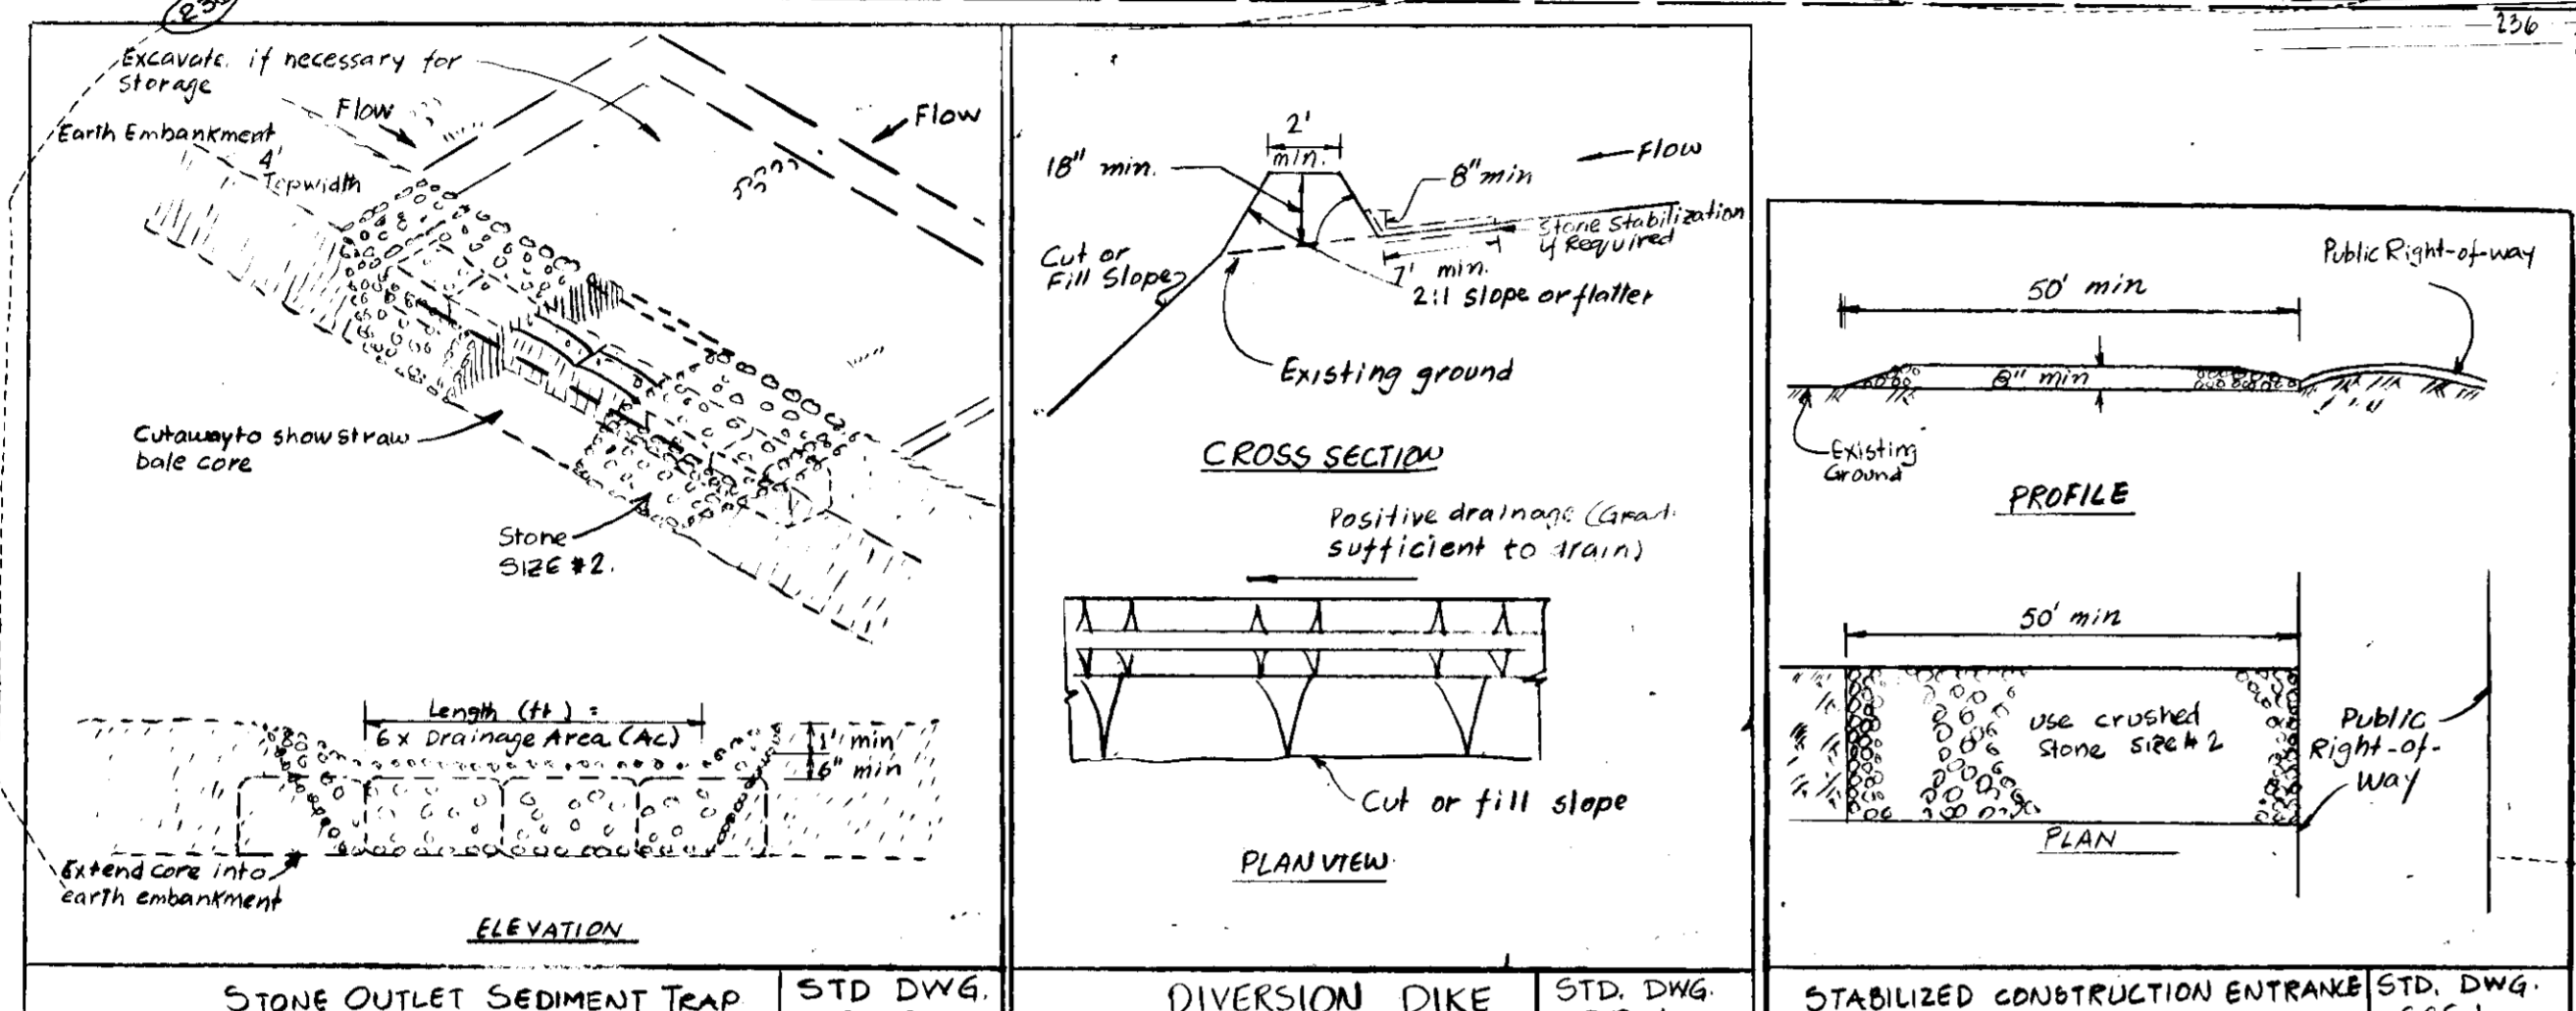 236
Excavate if necessary for
Storage
Flow
Flow
Earth Embankment
4'
Topwidth
Cutaway to show straw
bale core
Stone
SIZE #2.
Length (ft) =
6 x Drainage Area (Ac)
1' min
6" min
Extend core into
earth embankment
ELEVATION
STONE OUTLET SEDIMENT TRAP
STD DWG.
2'
min.
18" min.
8" min
Flow
Stone Stabilization
if Required
Cut or
Fill Slope
7' min.
2:1 slope or flatter
Existing ground
CROSS SECTION
Positive drainage (Grad.
sufficient to drain)
Cut or fill slope
PLAN VIEW
DIVERSION DIKE
STD. DWG.
Public Right-of-way
50' min
8" min
Existing
Ground
PROFILE
50' min
use crushed
Stone size #2
Public
Right-of-
Way
PLAN
STABILIZED CONSTRUCTION ENTRANCE
STD. DWG.